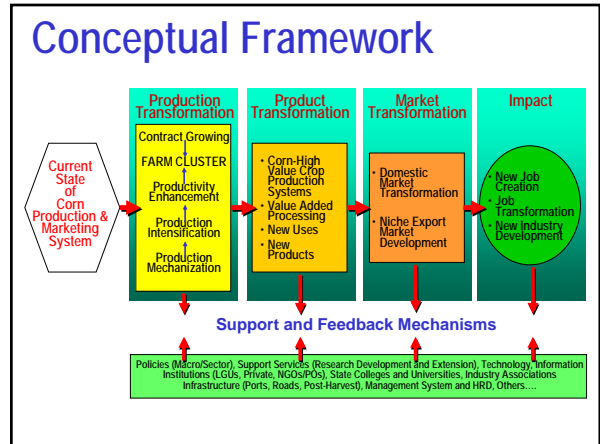 Conceptual Framework
Production
Transformation
Product
Transformation
Market
Transformation
Impact
Current
State
of
Corn
Production &
Marketing
System
Contract Growing
FARM CLUSTER
Productivity
Enhancement
Production
Intensification
Production
Mechanization
• Corn-High
Value Crop
Production
Systems
• Value Added
Processing
• New Uses
• New
Products
• Domestic
Market
Transformation
• Niche Export
Market
Development
• New Job
Creation
• Job
Transformation
• New Industry
Development
Support and Feedback Mechanisms
Policies (Macro/Sector), Support Services (Research Development and Extension), Technology, Information
Institutions (LGUs, Private, NGOs/POs), State Colleges and Universities, Industry Associations
Infrastructure (Ports, Roads, Post-Harvest), Management System and HRD, Others....